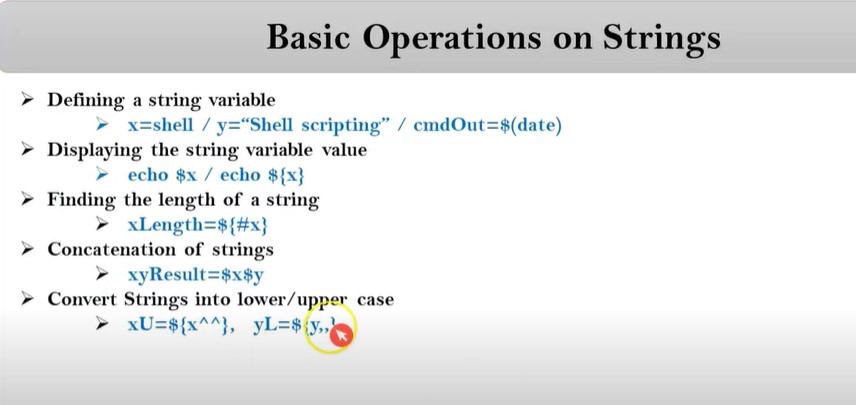 Basic Operations on Strings
➢ Defining a string variable
➢ x=shell / y=“Shell scripting” / cmdOut=$(date)
➢ Displaying the string variable value
➢ echo $x / echo ${x}
➢ Finding the length of a string
➢ xLength=${#x}
➢ Concatenation of strings
➢ xyResult=$x$y
➢ Convert Strings into lower/upper case
➢ xU=${x^^}, yL=${y,,}